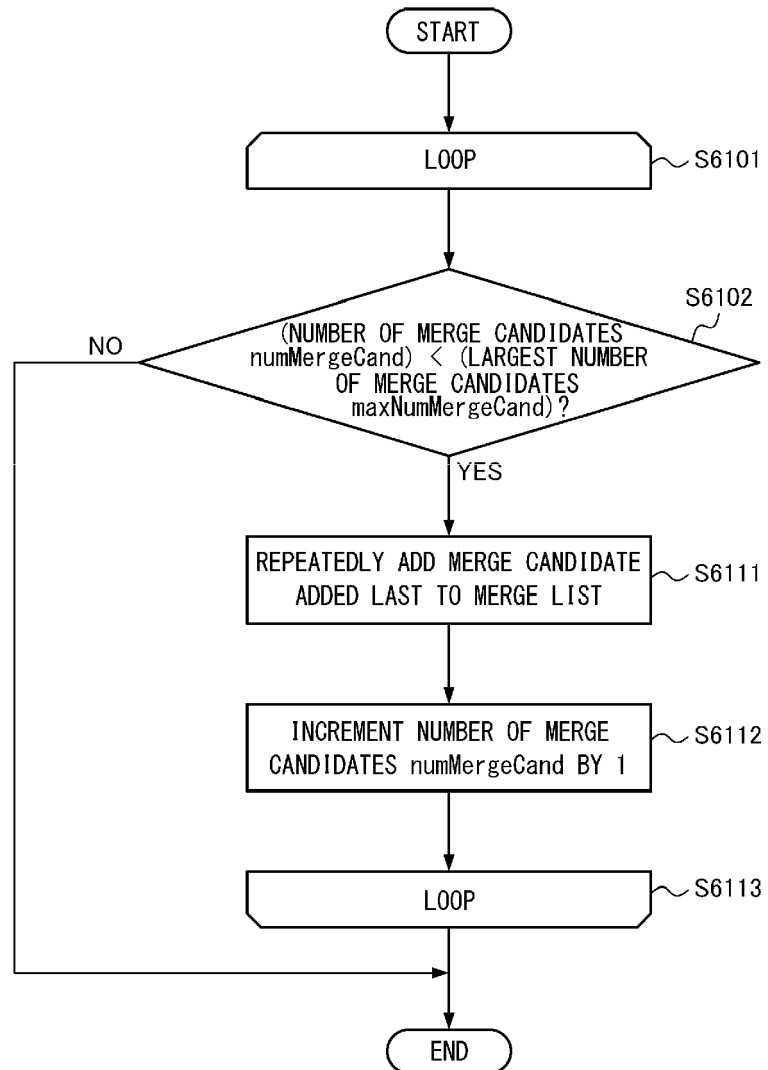 START
LOOP
S6101
S6102
(NUMBER OF MERGE CANDIDATES
numMergeCand) < (LARGEST NUMBER
OF MERGE CANDIDATES
maxNumMergeCand)?
NO
YES
REPEATEDLY ADD MERGE CANDIDATE
ADDED LAST TO MERGE LIST
S6111
INCREMENT NUMBER OF MERGE
CANDIDATES numMergeCand BY 1
S6112
LOOP
S6113
END